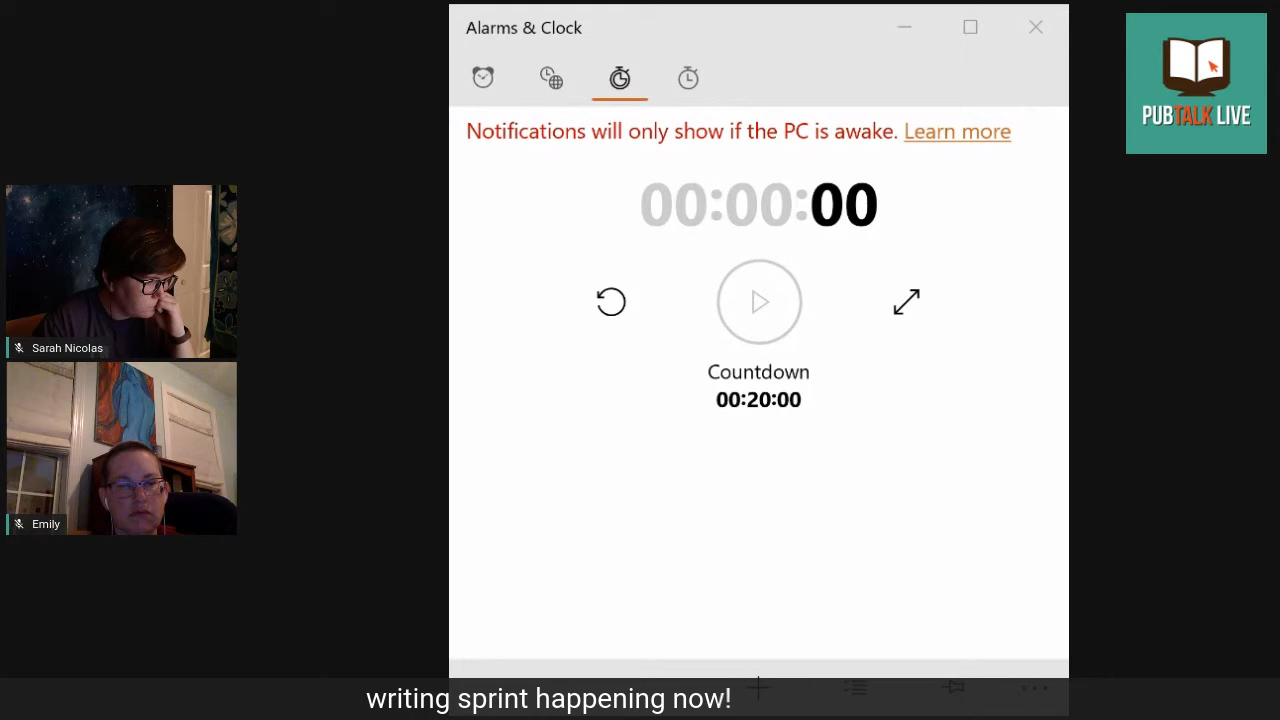 Alarms & Clock
PUBTALK LIVE
Notifications will only show if the PC is awake. Learn more
00:00:00
Countdown
00:20:00
Sarah Nicolas
Emily
writing sprint happening now!